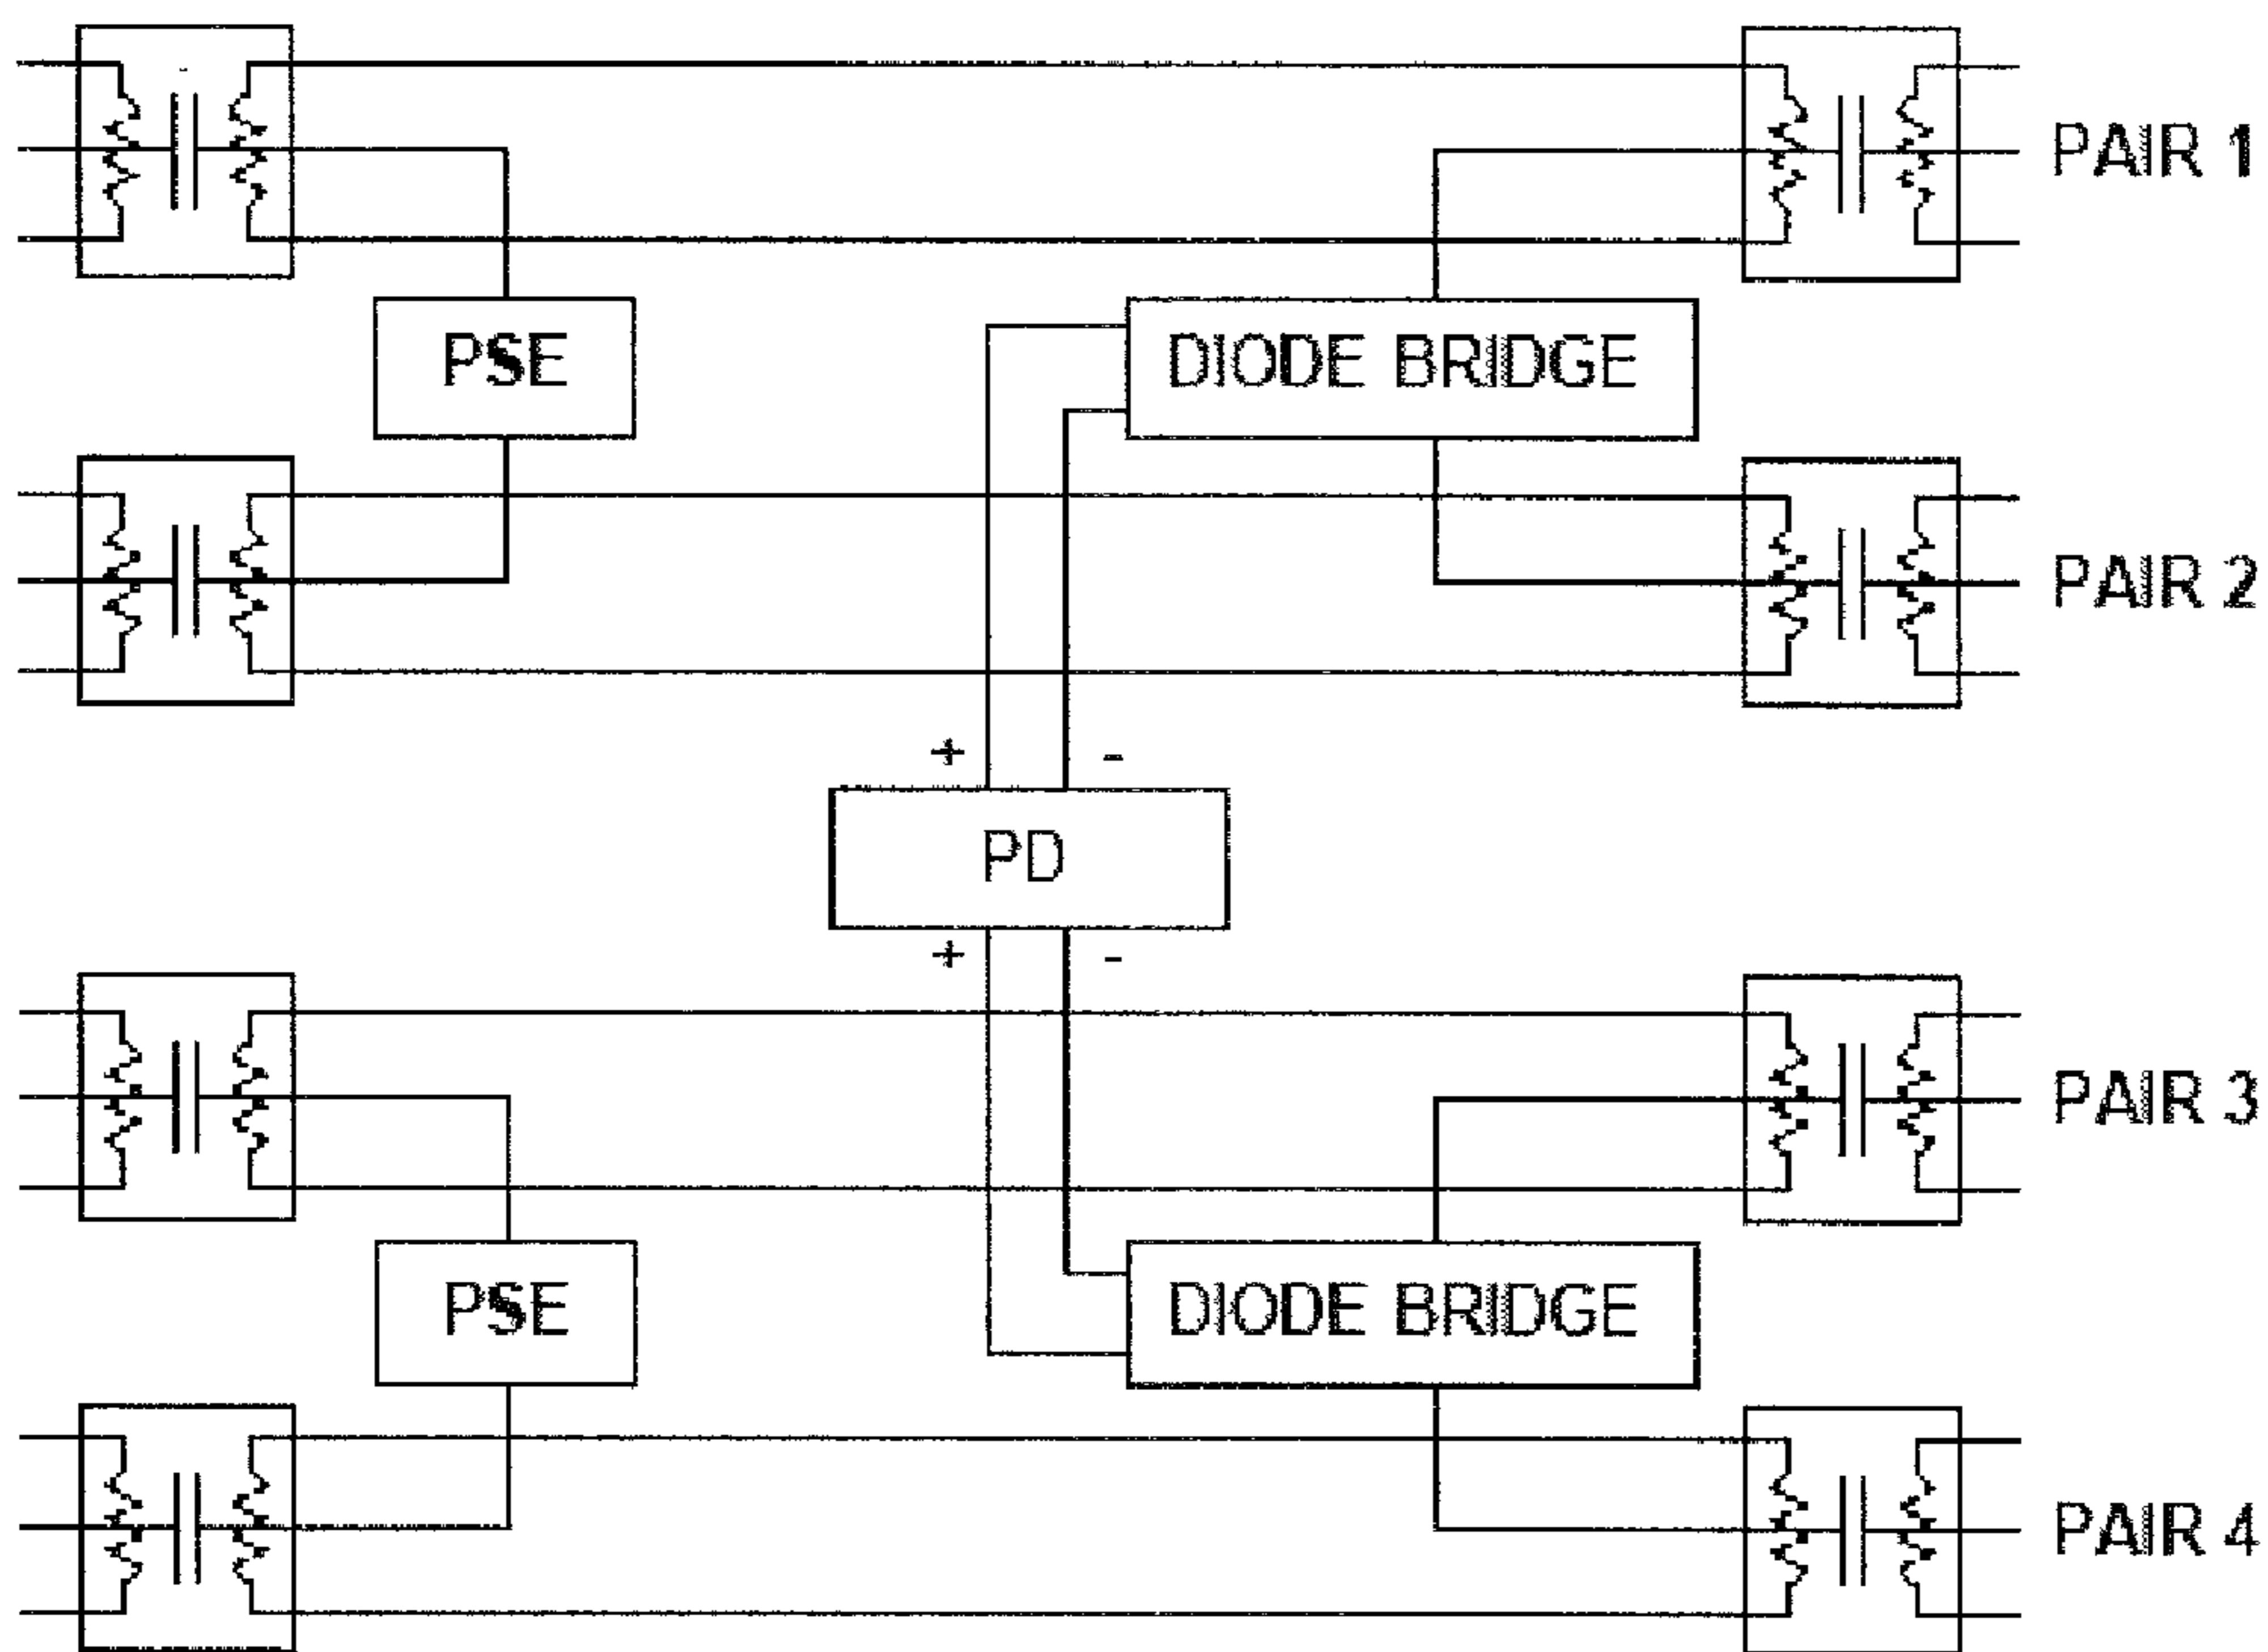 PAIR 1
PSE
DIODE BRIDGE
PAIR 2
+ -
PD
+ -
PAIR 3
PSE
DIODE BRIDGE
PAIR 4